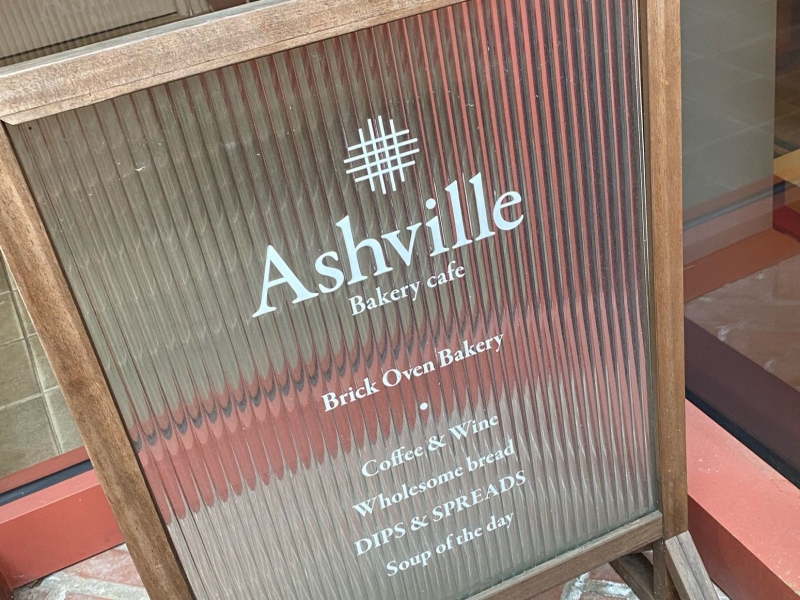 Ashville
Bakery cafe
Brick Oven Bakery
•
Coffee & Wine
Wholesome bread
DIPS & SPREADS
Soup of the day